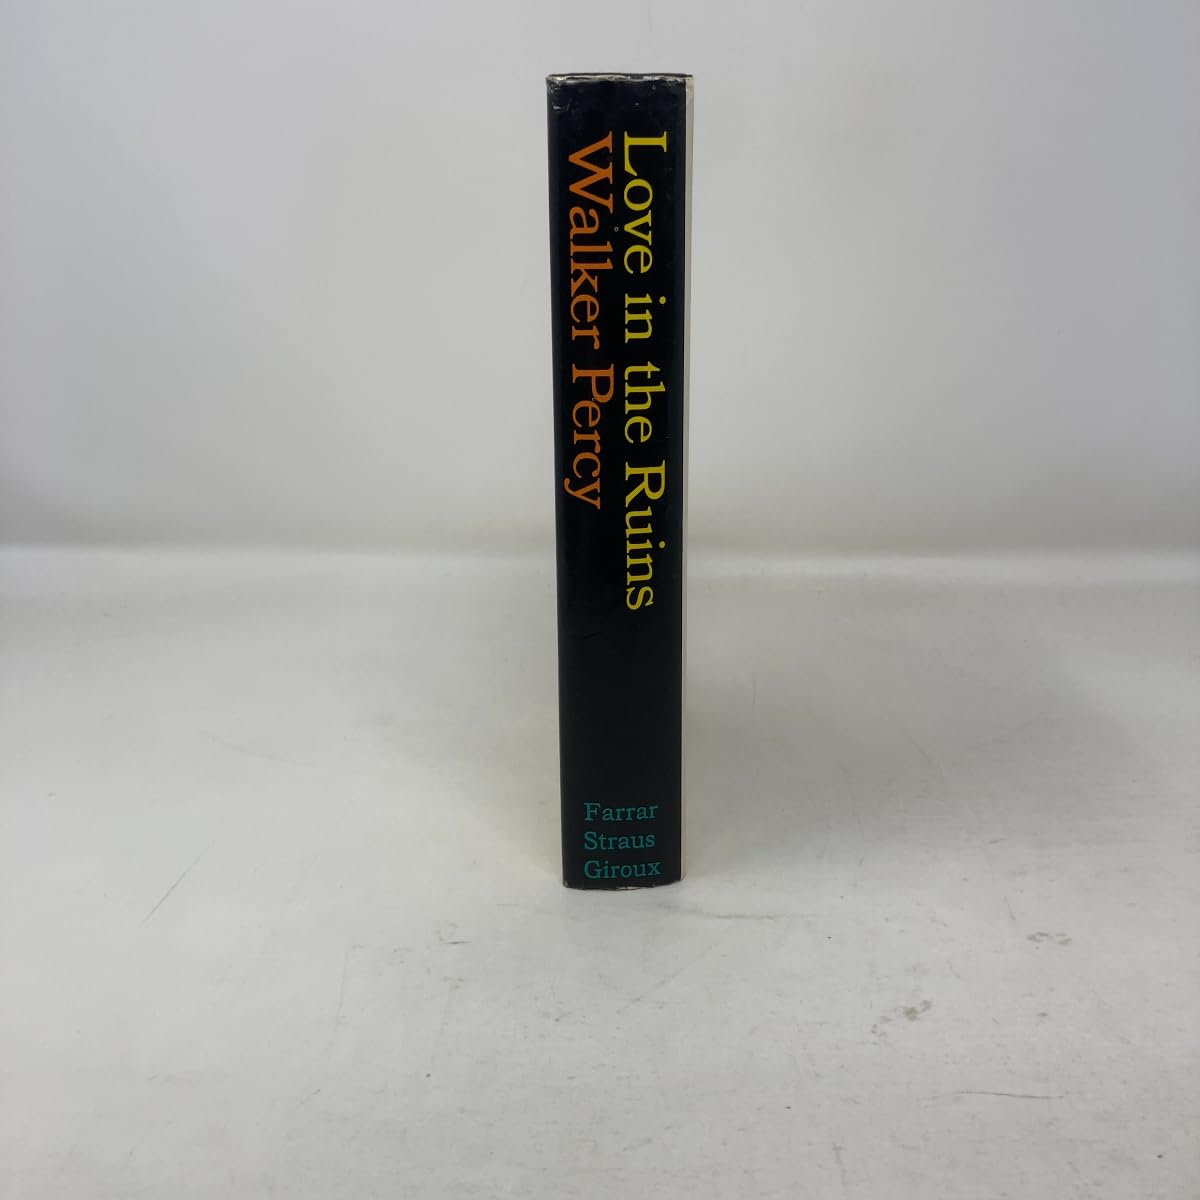 Love in the Ruins
Walker Percy
Farrar
Straus
Giroux